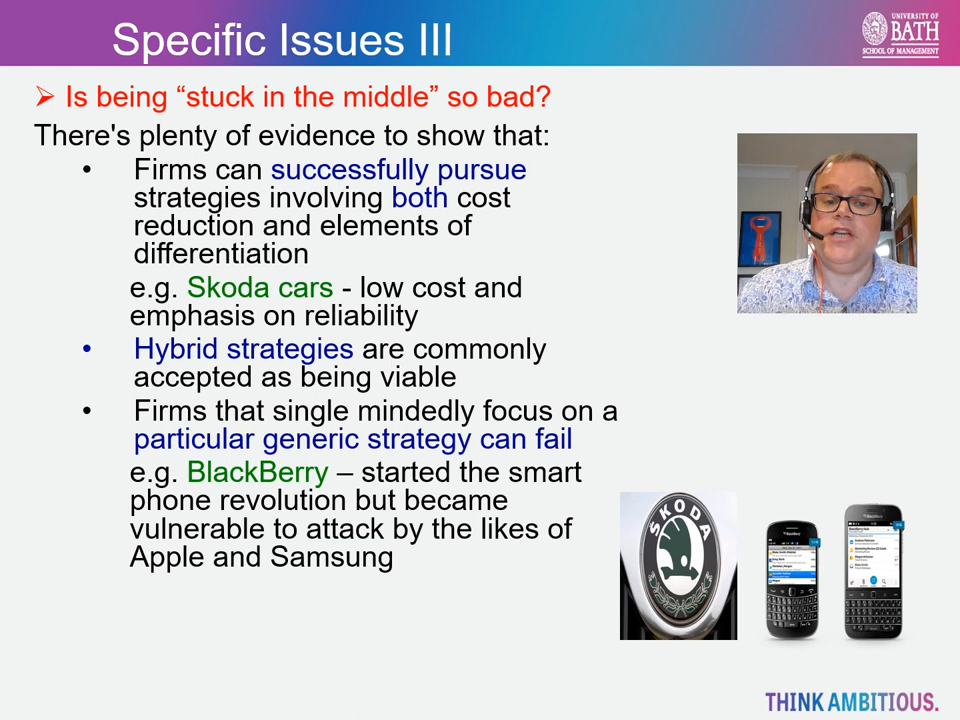 Specific Issues III
UNIVERSITY OF
BATH
SCHOOL OF MANAGEMENT
➢ Is being “stuck in the middle” so bad?
There's plenty of evidence to show that:
• Firms can successfully pursue
strategies involving both cost
reduction and elements of
differentiation
e.g. Skoda cars - low cost and
emphasis on reliability
• Hybrid strategies are commonly
accepted as being viable
• Firms that single mindedly focus on a
particular generic strategy can fail
e.g. BlackBerry – started the smart
phone revolution but became
vulnerable to attack by the likes of
Apple and Samsung
SKODA
THINK AMBITIOUS.